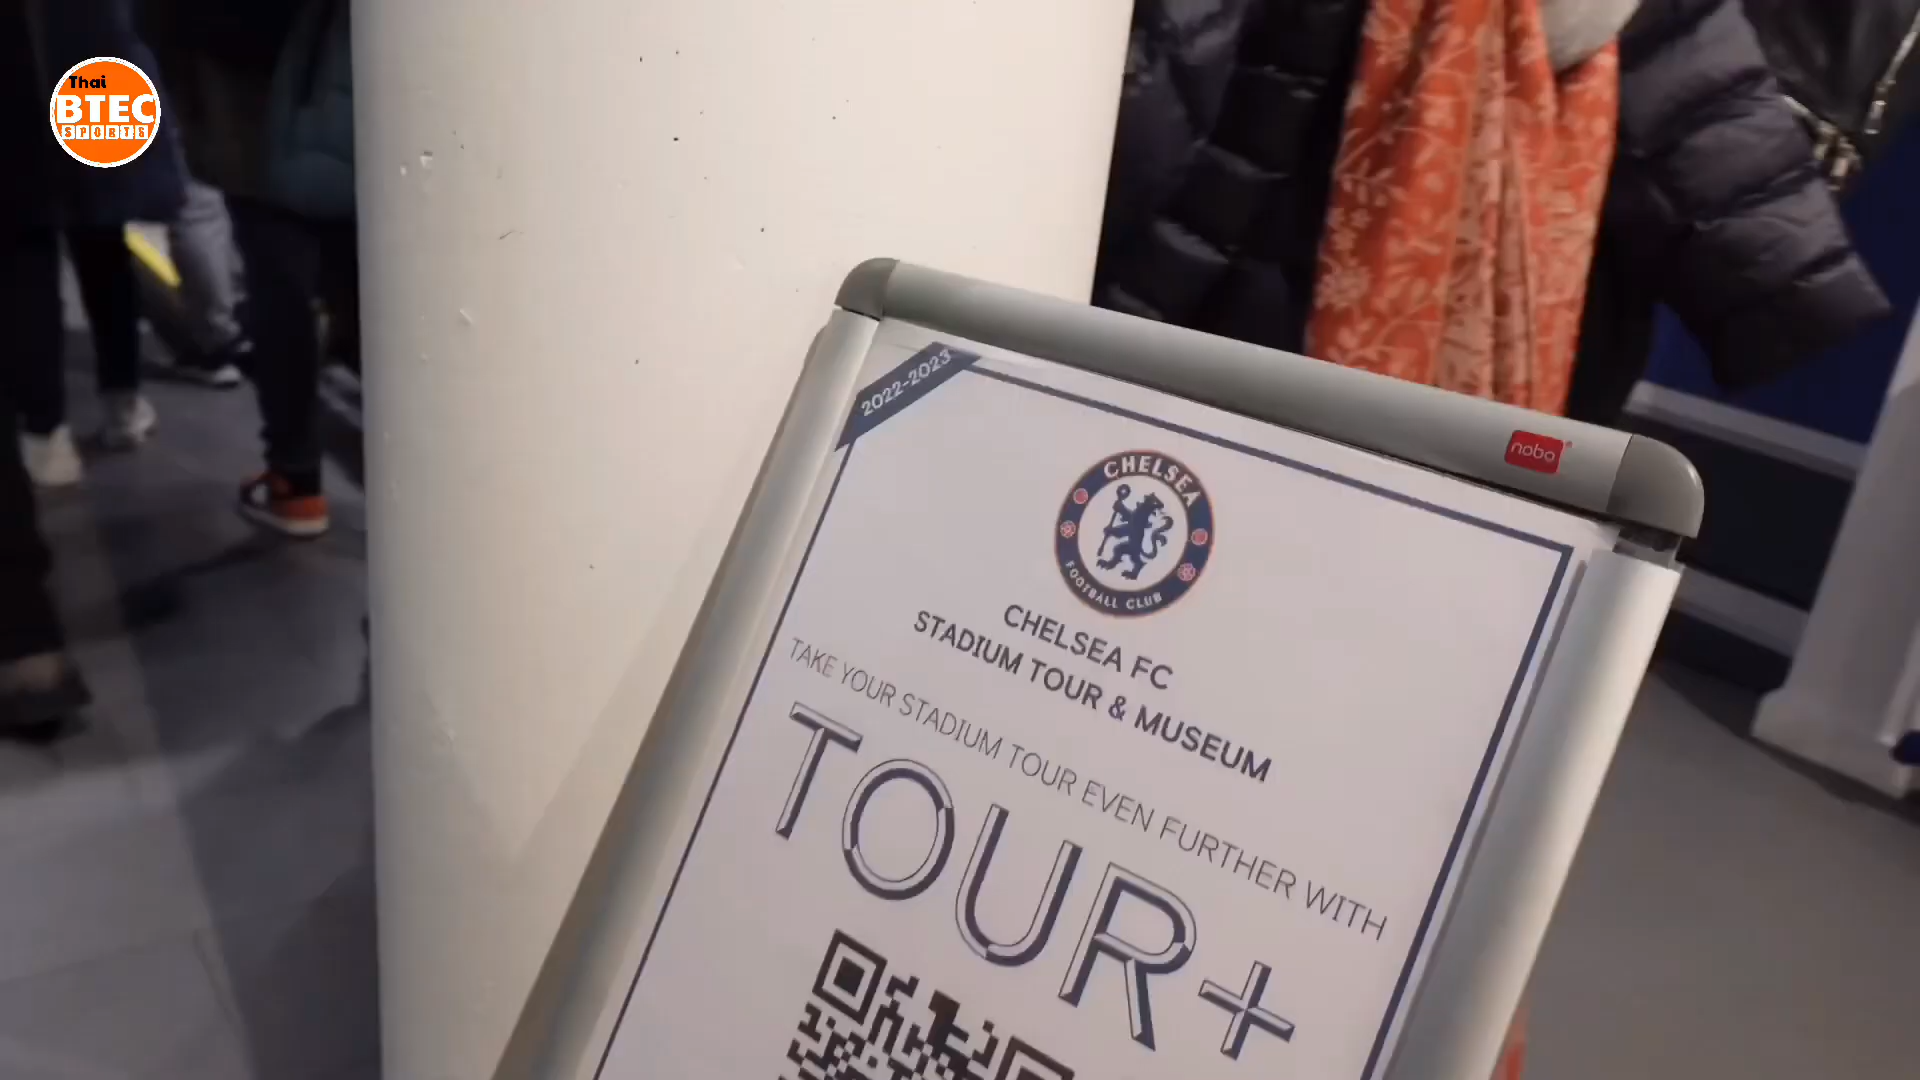 Thai
BTEC
SPORTS
nobo
2022-2023
CHELSEA
FOOTBALL CLUB
CHELSEA FC
STADIUM TOUR & MUSEUM
TAKE YOUR STADIUM TOUR EVEN FURTHER WITH
TOUR+